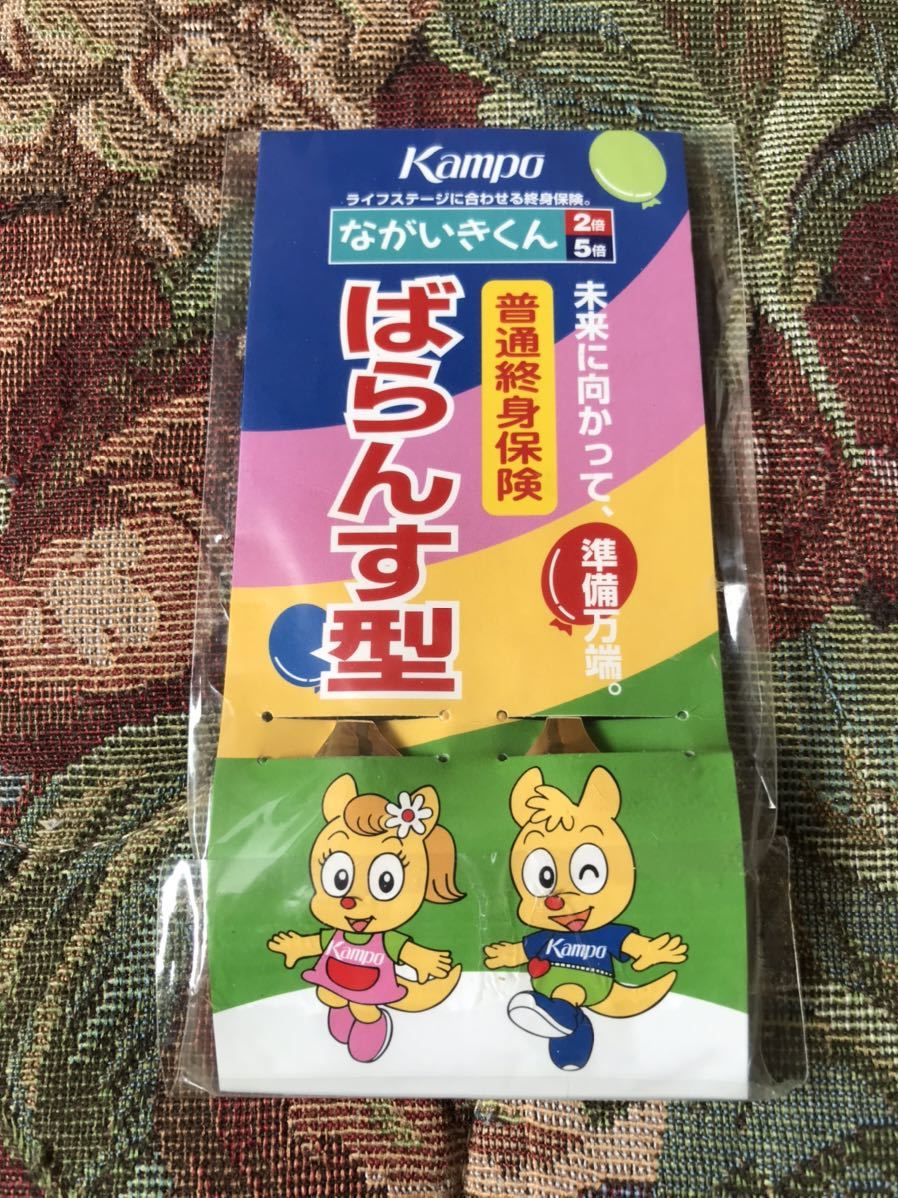 Kampo
ライフステージに合わせる終身保険。
ながいきくん
2倍
5倍
未来に向かって、準備万端。
普通終身保険
ばらんす型
Kampo
Kampo